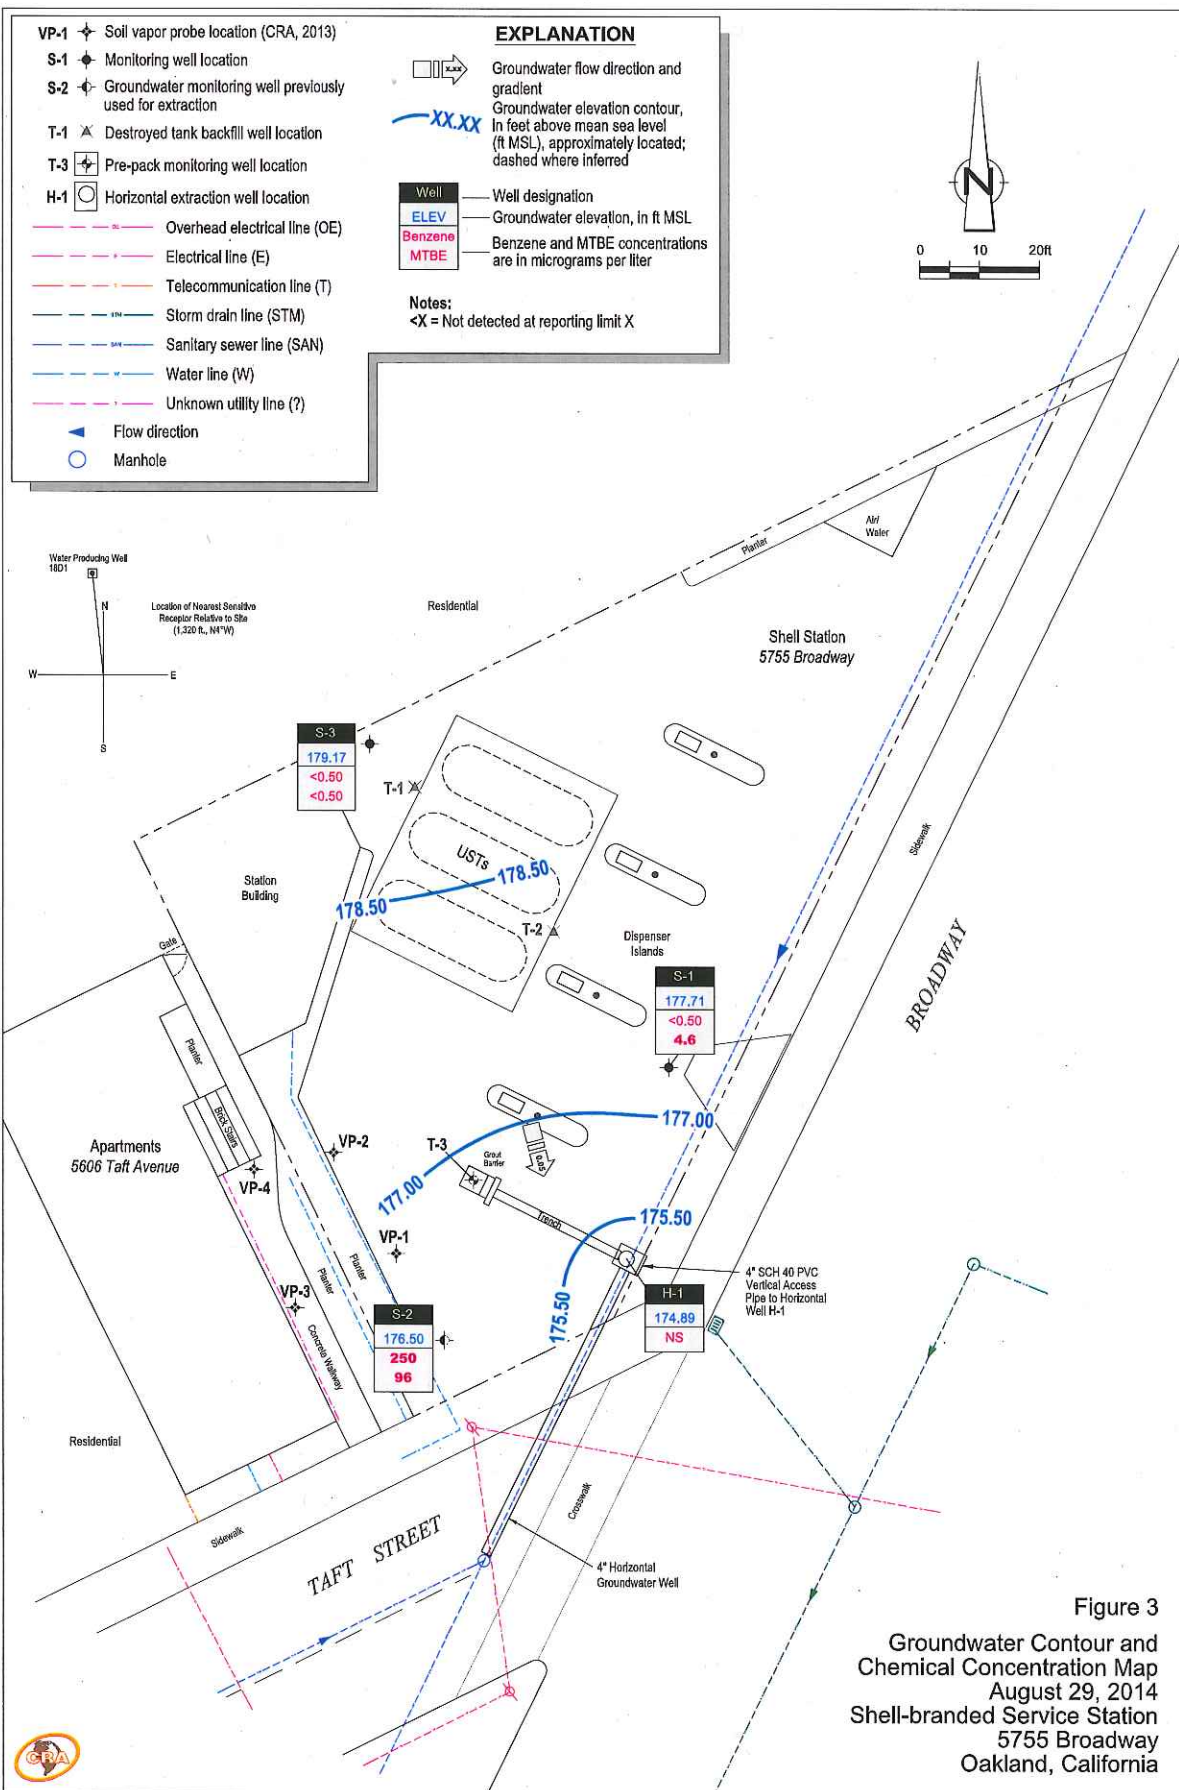 VP-1 Soil vapor probe location (CRA, 2013)
S-1 Monitoring well location
S-2 Groundwater monitoring well previously
used for extraction
T-1 Destroyed tank backfill well location
T-3 Pre-pack monitoring well location
H-1 Horizontal extraction well location
OE Overhead electrical line (OE)
E Electrical line (E)
T Telecommunication line (T)
STM Storm drain line (STM)
SAN Sanitary sewer line (SAN)
W Water line (W)
? Unknown utility line (?)
Flow direction
Manhole
EXPLANATION
X.XX Groundwater flow direction and
gradient
XX.XX
Groundwater elevation contour,
in feet above mean sea level
(ft MSL), approximately located;
dashed where inferred
Well
ELEV
Benzene
MTBE
Well designation
Groundwater elevation, in ft MSL
Benzene and MTBE concentrations
are in micrograms per liter
Notes:
<X = Not detected at reporting limit X
N
0 10 20ft
Water Producing Well
18D1
N
W E
S
Location of Nearest Sensitive
Receptor Relative to Site
(1,320 ft., N4°W)
Residential
Planter
Air/
Water
Shell Station
5755 Broadway
S-3
179.17
<0.50
<0.50
T-1
USTs
178.50
178.50
T-2
Station
Building
Gate
Dispenser
Islands
S-1
177.71
<0.50
4.6
Sidewalk
BROADWAY
Planter
Brick Stairs
Apartments
5606 Taft Avenue
VP-4
VP-2
177.00
177.00
T-3
Grout
Barrier
0.05
Trench
175.50
175.50
VP-1
VP-3
Planter
Planter
Concrete Walkway
S-2
176.50
250
96
H-1
174.89
NS
4" SCH 40 PVC
Vertical Access
Pipe to Horizontal
Well H-1
Residential
Sidewalk
TAFT STREET
Crosswalk
4" Horizontal
Groundwater Well
CRA
Figure 3
Groundwater Contour and
Chemical Concentration Map
August 29, 2014
Shell-branded Service Station
5755 Broadway
Oakland, California